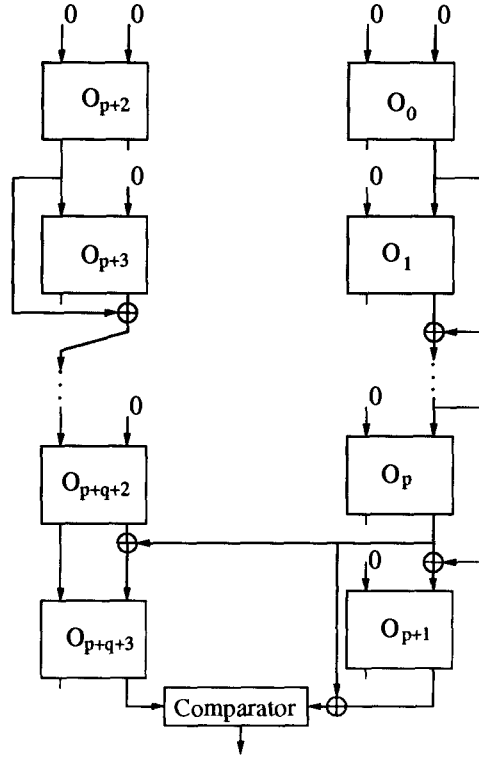 0 0 0 0
O_{p+2} O_0
0 0
O_{p+3} O_1
0 0
O_{p+q+2} O_p
0
O_{p+q+3} O_{p+1}
Comparator